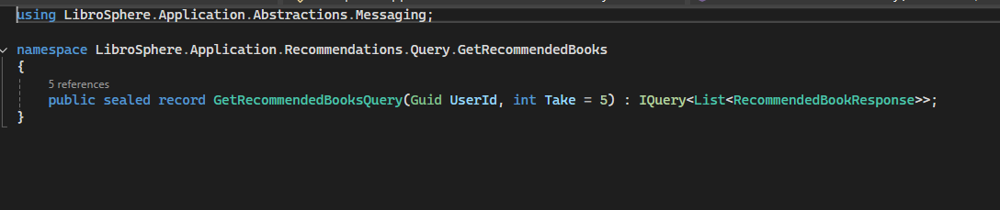 using LibroSphere.Application.Abstractions.Messaging;
namespace LibroSphere.Application.Recommendations.Query.GetRecommendedBooks
{
5 references
public sealed record GetRecommendedBooksQuery(Guid UserId, int Take = 5) : IQuery<List<RecommendedBookResponse>>;
}